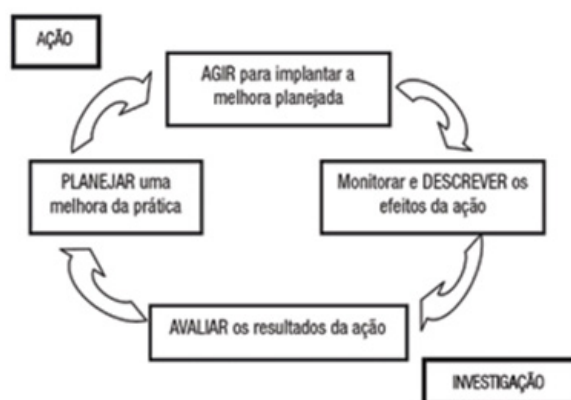 AÇÃO
AGIR para implantar a
melhora planejada
PLANEJAR uma
melhora da prática
Monitorar e DESCREVER os
efeitos da ação
AVALIAR os resultados da ação
INVESTIGAÇÃO